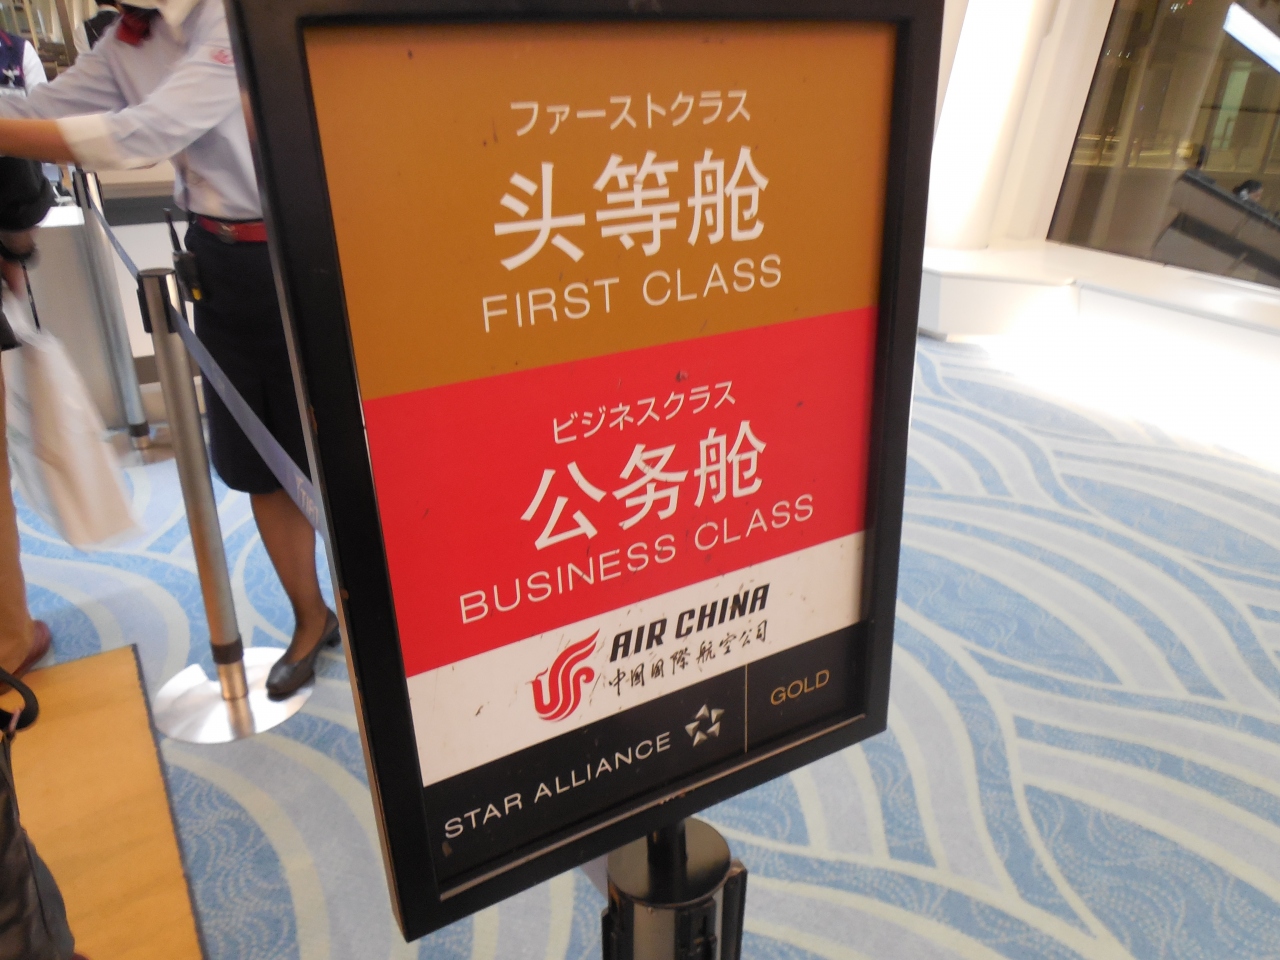 ファーストクラス
头等舱
FIRST CLASS
ビジネスクラス
公务舱
BUSINESS CLASS
AIR CHINA
中国国際航空公司
STAR ALLIANCE
GOLD